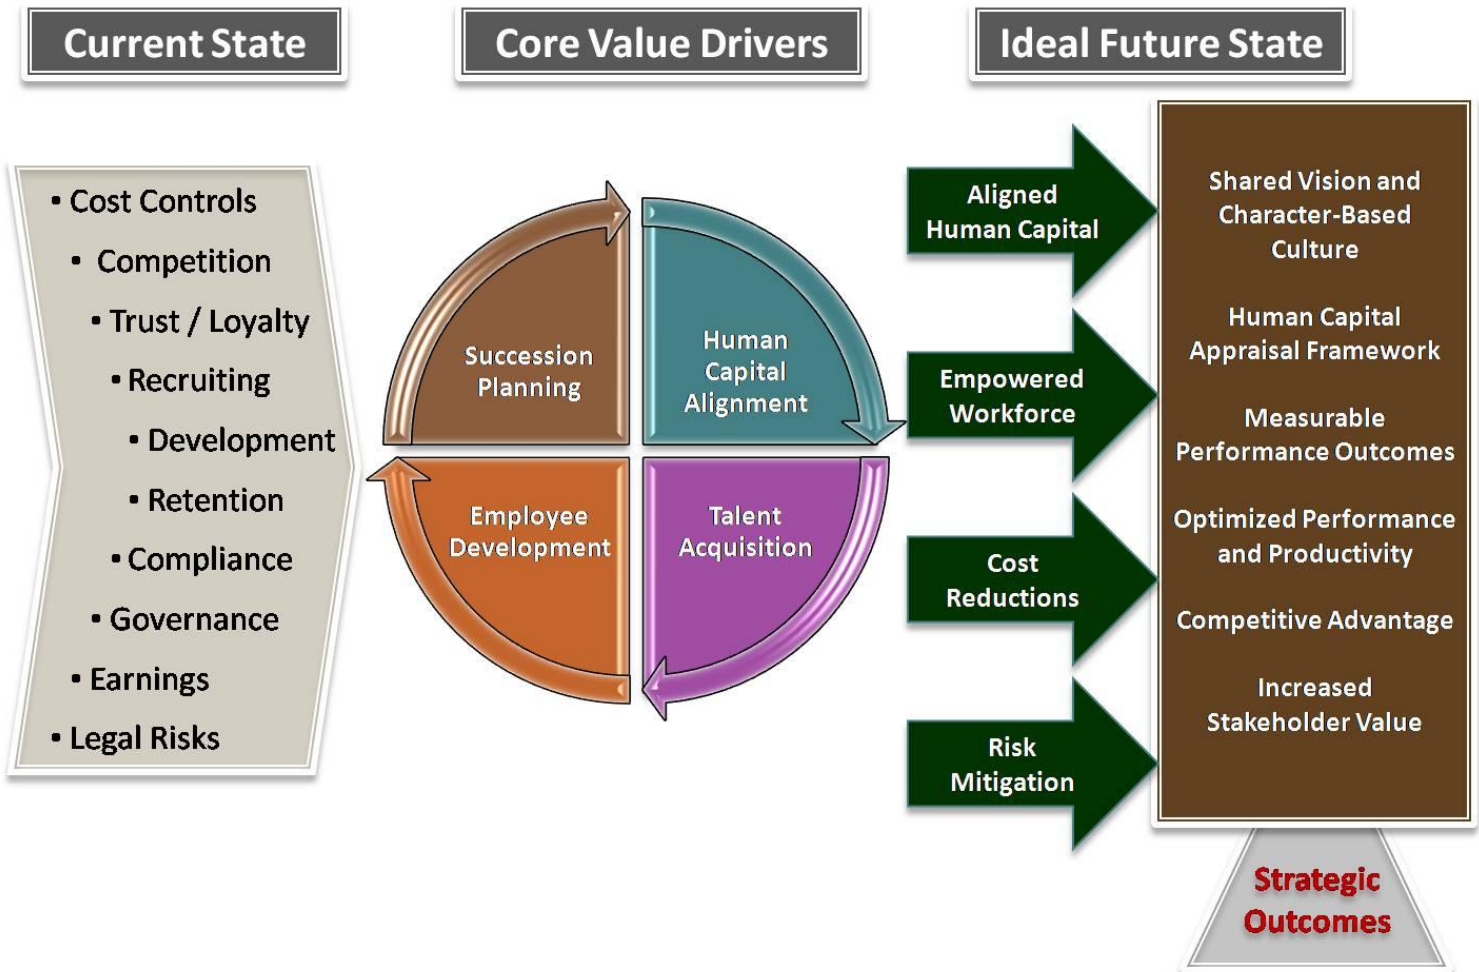 Current State
Core Value Drivers
Ideal Future State
• Cost Controls
• Competition
• Trust / Loyalty
• Recruiting
• Development
• Retention
• Compliance
• Governance
• Earnings
• Legal Risks
Succession
Planning
Human
Capital
Alignment
Employee
Development
Talent
Acquisition
Aligned
Human Capital
Empowered
Workforce
Cost
Reductions
Risk
Mitigation
Shared Vision and
Character-Based
Culture
Human Capital
Appraisal Framework
Measurable
Performance Outcomes
Optimized Performance
and Productivity
Competitive Advantage
Increased
Stakeholder Value
Strategic
Outcomes